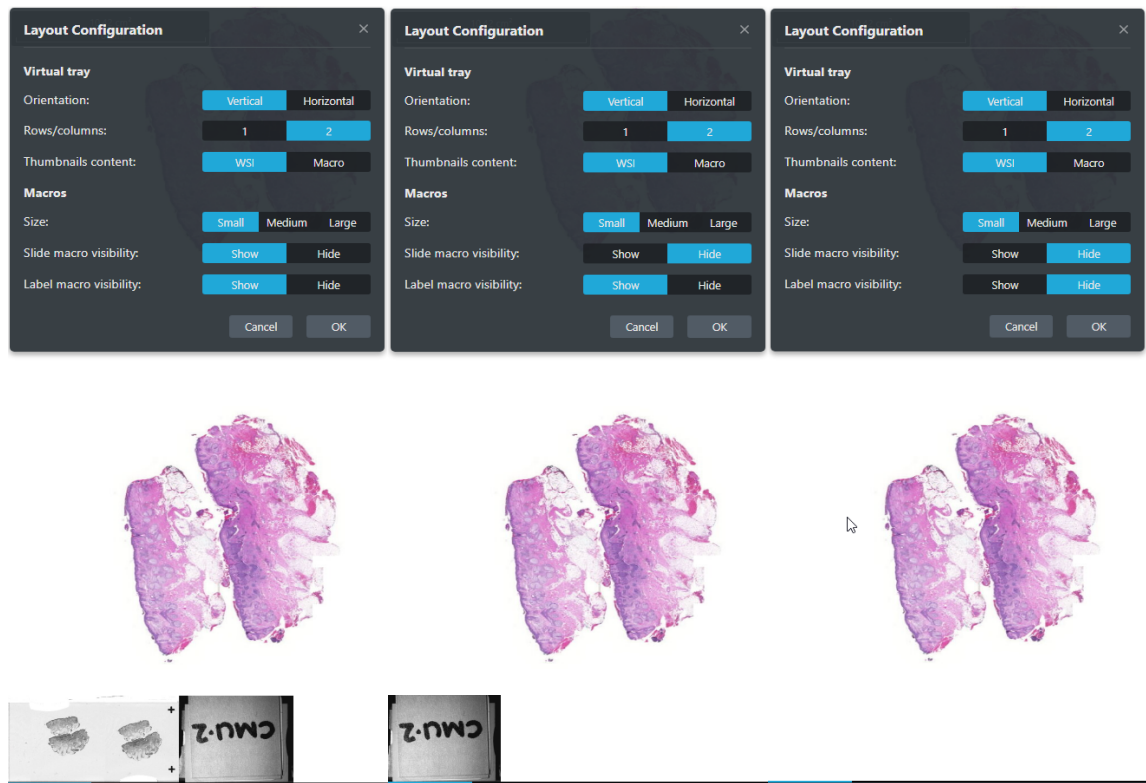 Layout Configuration ×
Virtual tray
Orientation: Vertical Horizontal
Rows/columns: 1 2
Thumbnails content: WSI Macro
Macros
Size: Small Medium Large
Slide macro visibility: Show Hide
Label macro visibility: Show Hide
Cancel OK
Layout Configuration ×
Virtual tray
Orientation: Vertical Horizontal
Rows/columns: 1 2
Thumbnails content: WSI Macro
Macros
Size: Small Medium Large
Slide macro visibility: Show Hide
Label macro visibility: Show Hide
Cancel OK
Layout Configuration ×
Virtual tray
Orientation: Vertical Horizontal
Rows/columns: 1 2
Thumbnails content: WSI Macro
Macros
Size: Small Medium Large
Slide macro visibility: Show Hide
Label macro visibility: Show Hide
Cancel OK
+
+
CMU-2
CMU-2